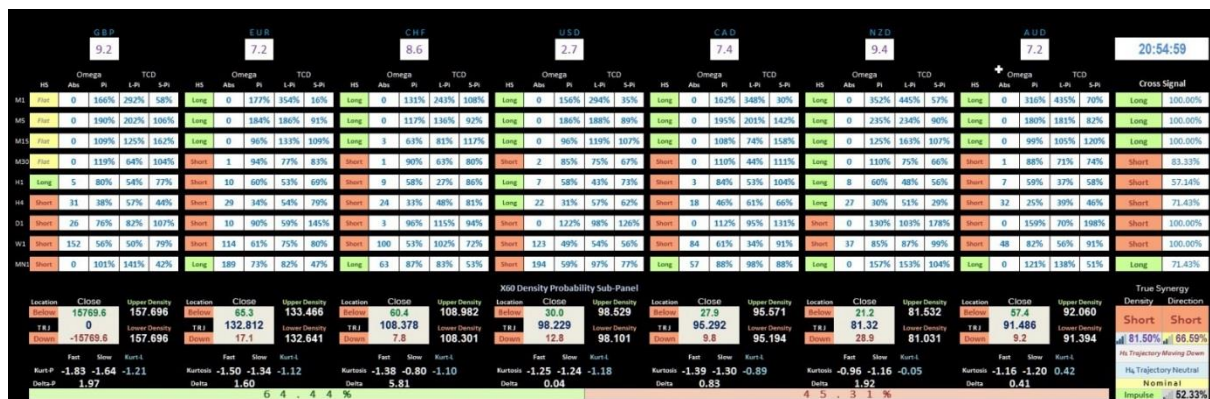 GBP EUR CHF USD CAD NZD AUD
9.2 7.2 8.6 2.7 7.4 9.4 7.2 20:54:59
Omega TCD Omega TCD Omega TCD Omega TCD Omega TCD Omega TCD Omega TCD
HS Abs Pi L-Pi S-Pi HS Abs Pi L-Pi S-Pi HS Abs Pi L-Pi S-Pi HS Abs Pi L-Pi S-Pi HS Abs Pi L-Pi S-Pi HS Abs Pi L-Pi S-Pi HS Abs Pi L-Pi S-Pi Cross Signal
M1 Flat 0 166% 292% 58% Long 0 177% 354% 16% Long 0 131% 243% 108% Long 0 156% 294% 35% Long 0 162% 348% 30% Long 0 352% 445% 57% Long 0 316% 435% 70% Long 100.00%
M5 Flat 0 190% 202% 106% Long 0 184% 186% 91% Long 0 117% 136% 92% Long 0 186% 188% 89% Long 0 195% 201% 142% Long 0 235% 234% 90% Long 0 180% 181% 82% Long 100.00%
M15 Flat 0 109% 125% 162% Long 0 96% 133% 109% Long 3 63% 81% 117% Long 0 96% 119% 107% Long 0 108% 74% 158% Long 0 125% 163% 107% Long 0 99% 105% 120% Long 100.00%
M30 Flat 0 119% 64% 104% Short 1 94% 77% 83% Short 1 90% 63% 80% Short 2 85% 75% 67% Short 0 110% 44% 111% Short 0 110% 75% 66% Short 1 88% 71% 74% Short 83.33%
H1 Long 5 80% 54% 77% Short 10 60% 53% 69% Short 9 58% 27% 86% Long 7 58% 43% 73% Short 3 84% 53% 104% Long 8 60% 48% 56% Short 7 59% 37% 58% Short 57.14%
H4 Short 31 38% 57% 44% Short 29 34% 54% 79% Short 24 33% 48% 81% Long 22 31% 57% 62% Short 18 46% 61% 66% Long 27 30% 51% 29% Short 32 25% 39% 46% Short 71.43%
D1 Short 26 76% 82% 107% Short 10 90% 59% 145% Short 3 96% 115% 94% Short 0 122% 98% 126% Short 0 112% 95% 131% Short 0 130% 103% 178% Short 0 159% 70% 198% Short 100.00%
W1 Short 152 56% 50% 79% Short 114 61% 75% 80% Short 100 53% 102% 72% Short 123 49% 54% 56% Short 84 61% 34% 91% Short 37 85% 87% 99% Short 48 82% 56% 91% Short 100.00%
MN1 Short 0 101% 141% 42% Long 189 73% 82% 47% Long 63 87% 83% 53% Short 194 59% 97% 77% Long 57 88% 98% 88% Long 0 157% 153% 104% Long 0 121% 138% 51% Long 71.43%
X60 Density Probability Sub-Panel True Synergy
Location Close Upper Density Location Close Upper Density Location Close Upper Density Location Close Upper Density Location Close Upper Density Location Close Upper Density Location Close Upper Density Density Direction
Below 15769.6 157.696 Below 65.3 133.466 Below 60.4 108.982 Below 30.0 98.529 Below 27.9 95.571 Below 21.2 81.532 Below 57.4 92.060 Short Short
TRJ 0 Lower Density TRJ 132.812 Lower Density TRJ 108.378 Lower Density TRJ 98.229 Lower Density TRJ 95.292 Lower Density TRJ 81.32 Lower Density TRJ 91.486 Lower Density
Down -15769.6 157.696 Down 17.1 132.641 Down 7.8 108.301 Down 12.8 98.101 Down 9.8 95.194 Down 28.9 81.031 Down 9.2 91.394 81.50% 66.59%
Fast Slow Kurt-L Fast Slow Kurt-L Fast Slow Kurt-L Fast Slow Kurt-L Fast Slow Kurt-L Fast Slow Kurt-L Fast Slow Kurt-L H1 Trajectory Moving Down
Kurt-P -1.83 -1.64 -1.21 Kurtosis -1.50 -1.34 -1.12 Kurtosis -1.38 -0.80 -1.10 Kurtosis -1.25 -1.24 -1.18 Kurtosis -1.39 -1.30 -0.89 Kurtosis -0.96 -1.16 -0.05 Kurtosis -1.16 -1.20 0.42 H4 Trajectory Neutral
Delta-P 1.97 Delta 1.60 Delta 5.81 Delta 0.04 Delta 0.83 Delta 1.92 Delta 0.41 Nominal
64.44% 45.31% Impulse 52.33%